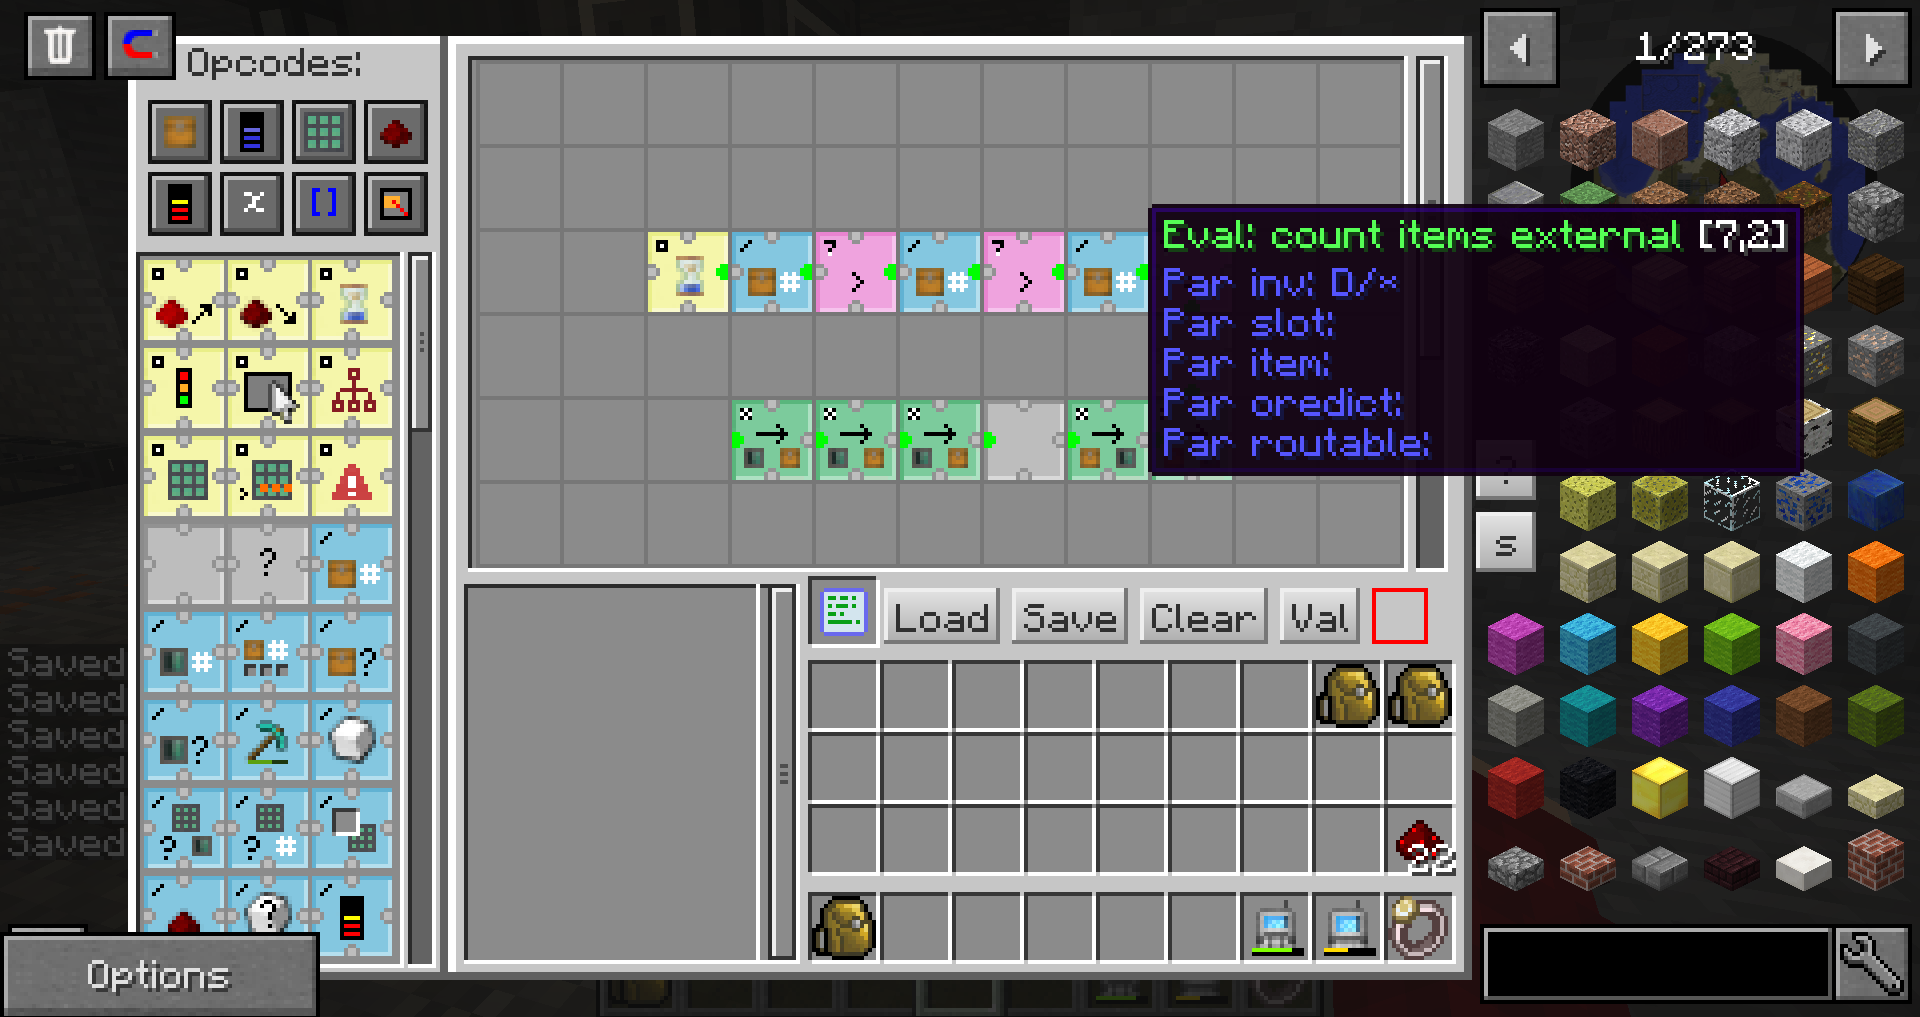 Opcodes:
1/273
Eval: count items external [7,2]
Par inv: D/×
Par slot:
Par item:
Par oredict:
Par routable:
?
s
Load
Save
Clear
Val
Saved
Saved
Saved
Saved
Saved
Saved
22
Options